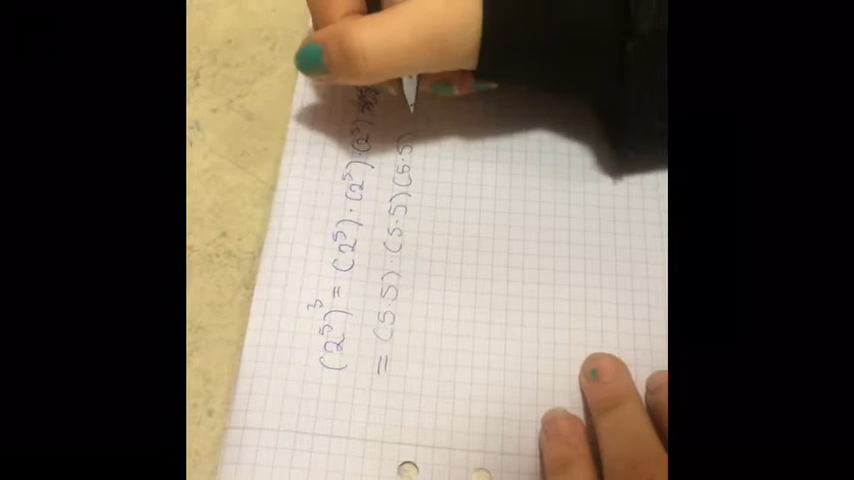 (2⁵)³ = (2⁵) · (2⁵) · (2⁵)
= (5·5) · (5·5) (5·5)